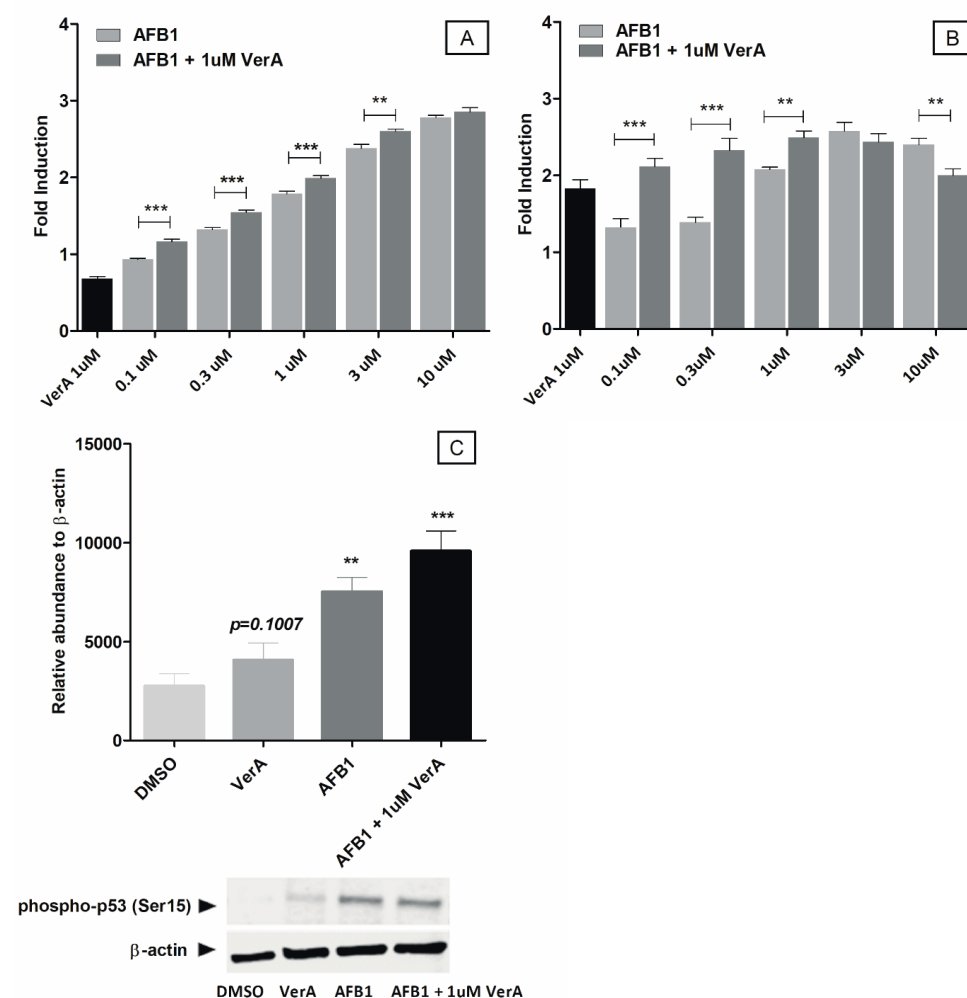 A
AFB1
AFB1 + 1uM VerA
4
3
2
1
0
Fold Induction
***
***
***
**
VerA 1uM
0.1 uM
0.3 uM
1 uM
3 uM
10 uM
B
AFB1
AFB1 + 1uM VerA
4
3
2
1
0
Fold Induction
***
***
**
**
VerA 1uM
0.1uM
0.3uM
1uM
3uM
10uM
C
15000
10000
5000
0
Relative abundance to β-actin
p=0.1007
**
***
DMSO
VerA
AFB1
AFB1 + 1uM VerA
phospho-p53 (Ser15)
β-actin
DMSO VerA AFB1 AFB1 + 1uM VerA